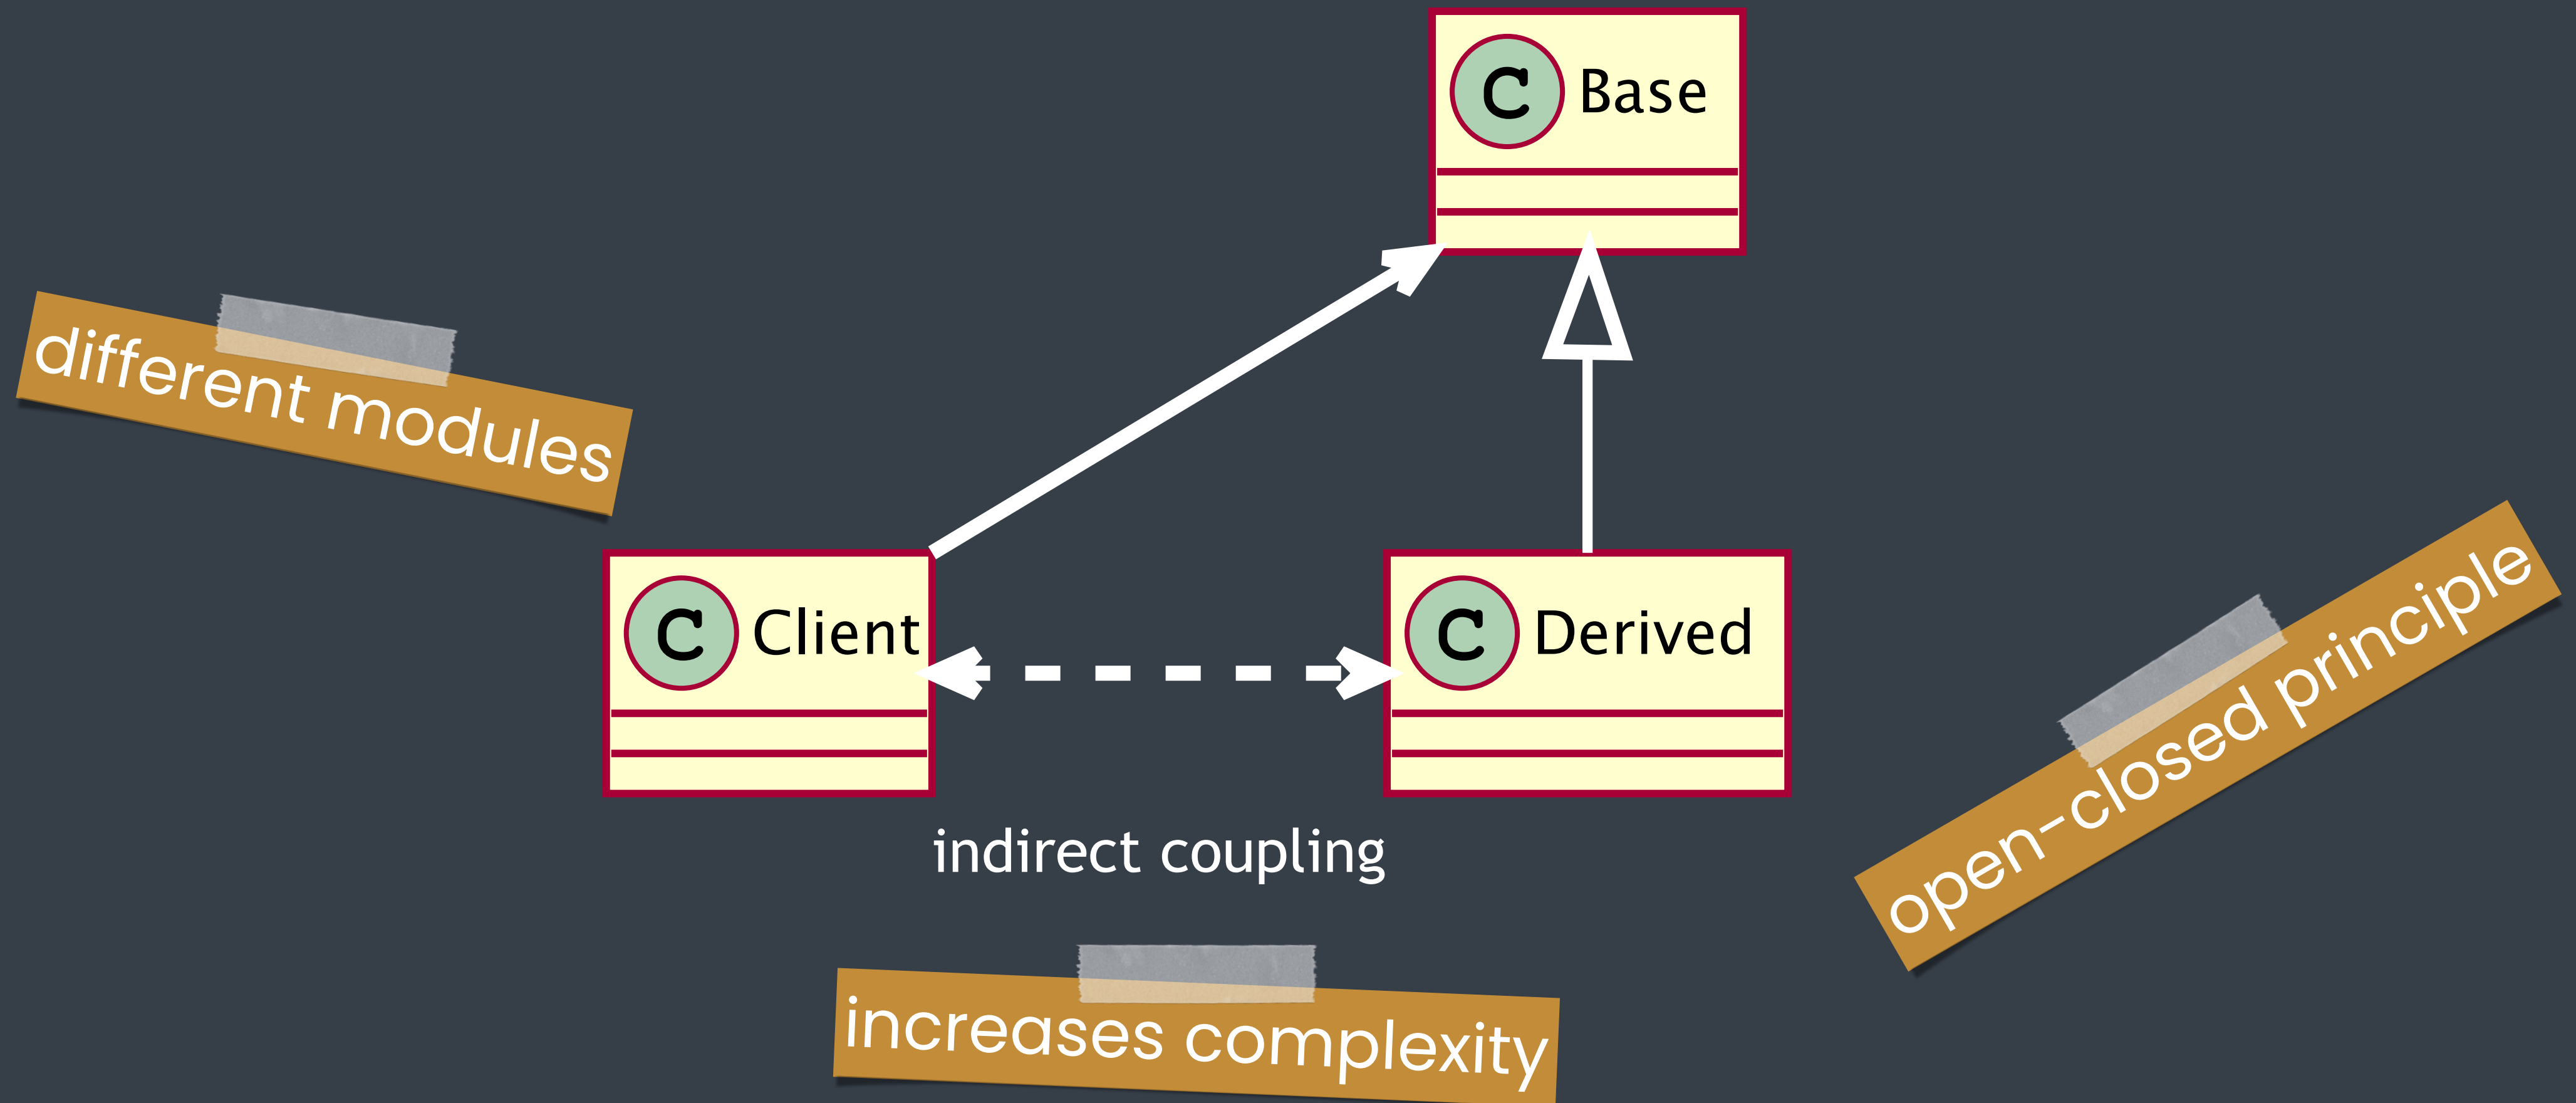 C Base
different modules
C Client
C Derived
open-closed principle
indirect coupling
increases complexity